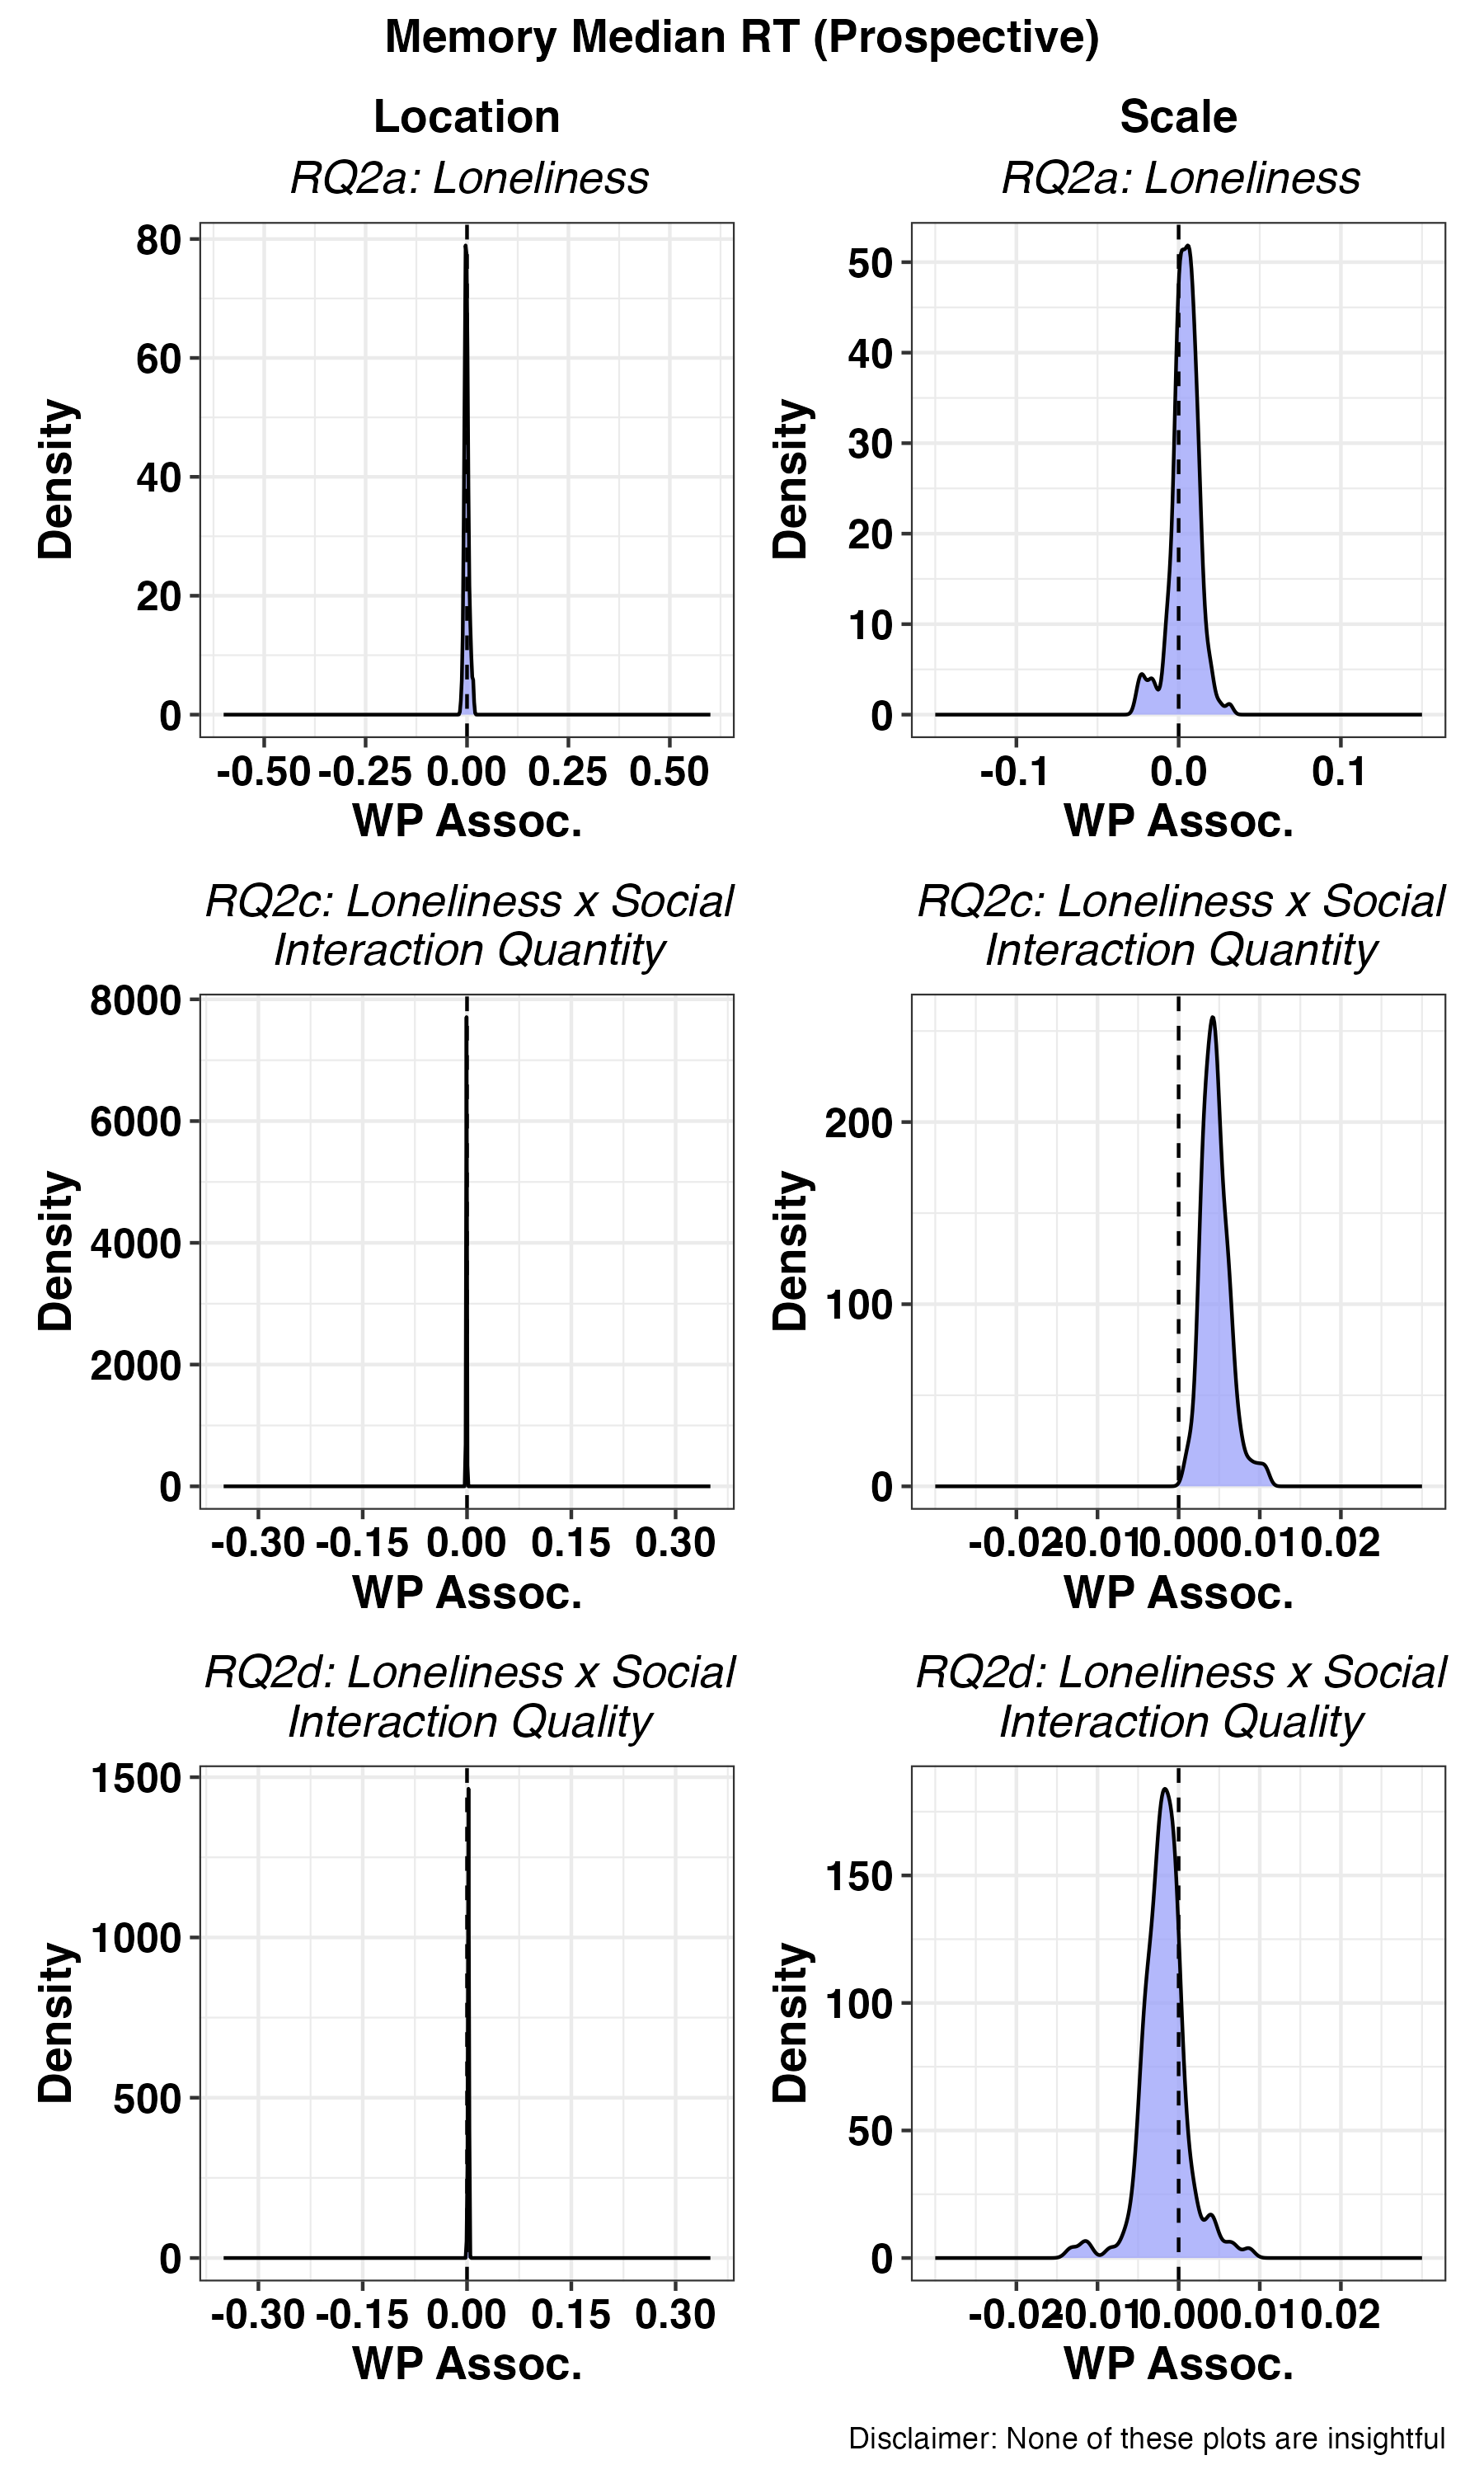 Memory Median RT (Prospective)
Location
Scale
RQ2a: Loneliness
RQ2a: Loneliness
80
60
40
20
0
Density
-0.50 -0.25 0.00 0.25 0.50
WP Assoc.
50
40
30
20
10
0
Density
-0.1 0.0 0.1
WP Assoc.
RQ2c: Loneliness x Social
Interaction Quantity
RQ2c: Loneliness x Social
Interaction Quantity
8000
6000
4000
2000
0
Density
-0.30 -0.15 0.00 0.15 0.30
WP Assoc.
200
100
0
Density
-0.02 -0.01 0.00 0.01 0.02
WP Assoc.
RQ2d: Loneliness x Social
Interaction Quality
RQ2d: Loneliness x Social
Interaction Quality
1500
1000
500
0
Density
-0.30 -0.15 0.00 0.15 0.30
WP Assoc.
150
100
50
0
Density
-0.02 -0.01 0.00 0.01 0.02
WP Assoc.
Disclaimer: None of these plots are insightful